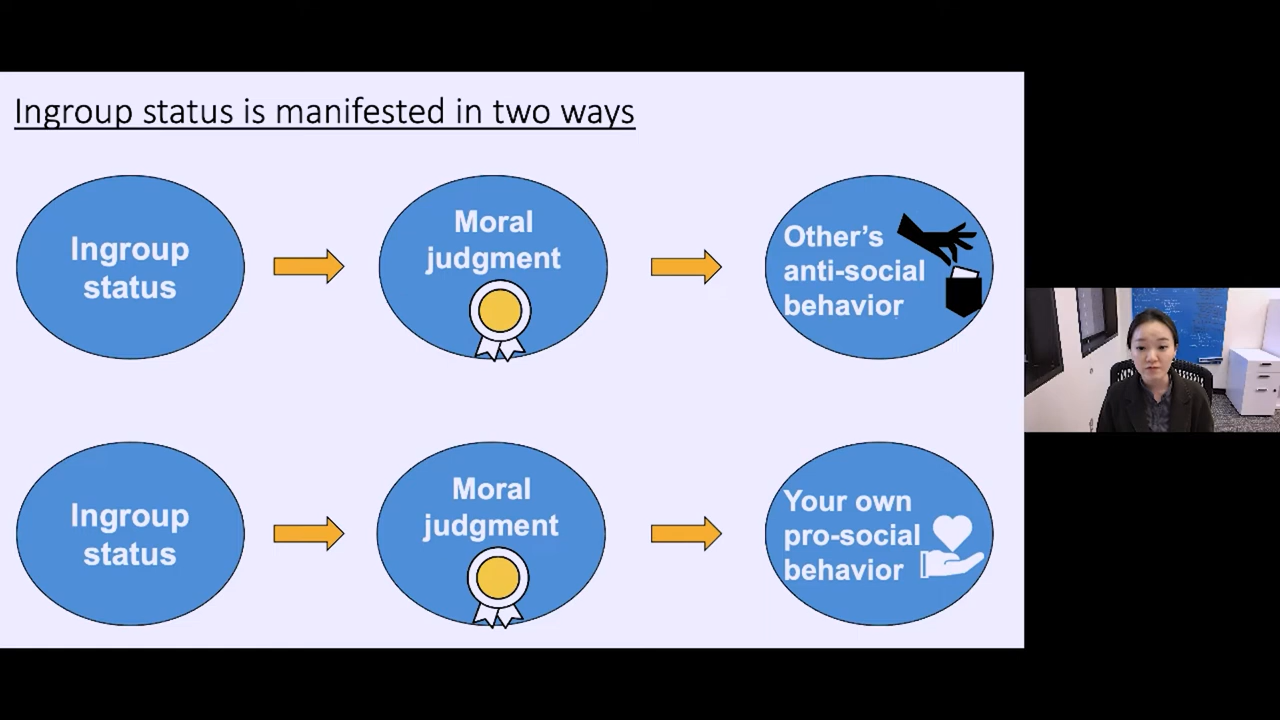 Ingroup status is manifested in two ways
Ingroup
status
Moral
judgment
Other’s
anti-social
behavior
Ingroup
status
Moral
judgment
Your own
pro-social
behavior